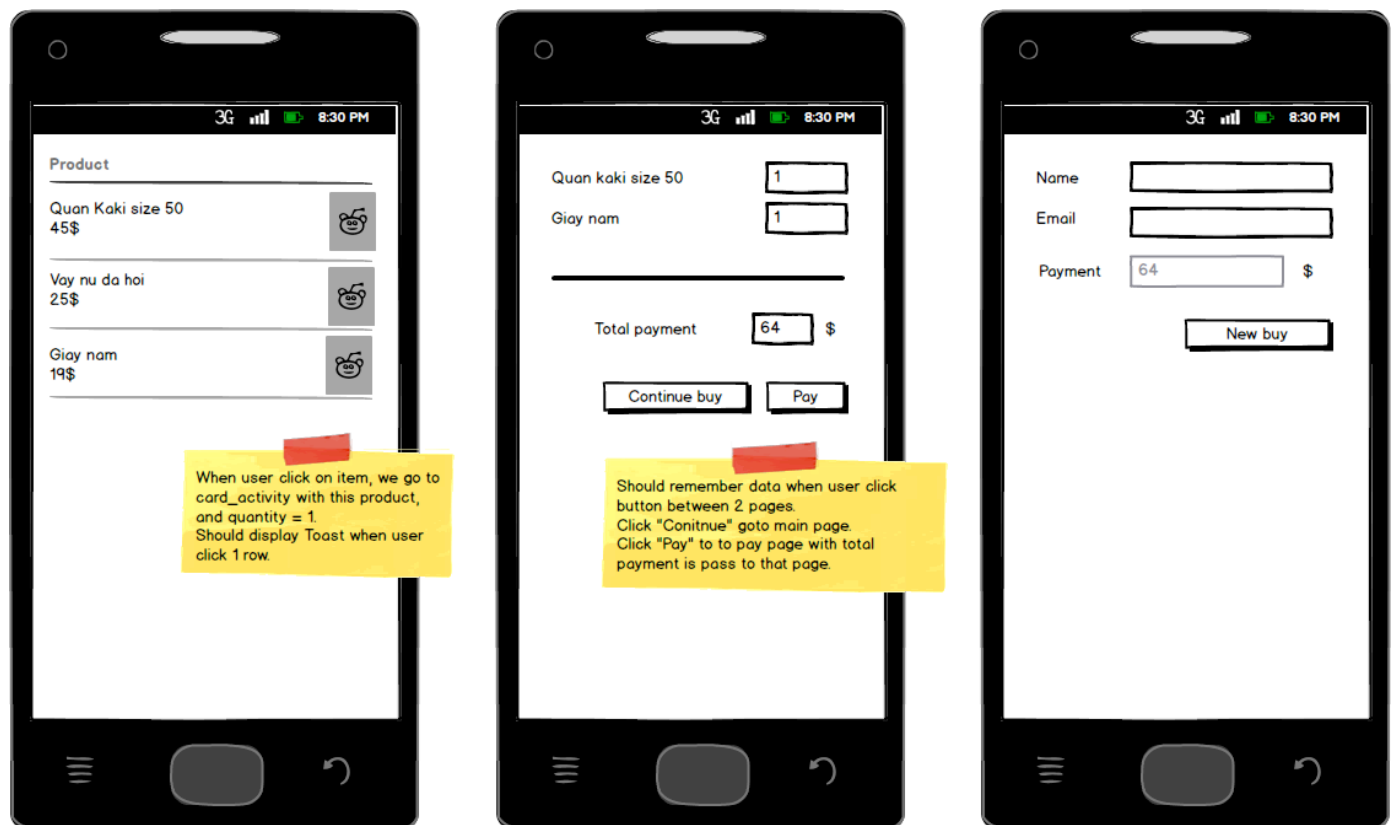 3G 8:30 PM
Product
Quan Kaki size 50
45$
Vay nu da hoi
25$
Giay nam
19$
When user click on item, we go to
card_activity with this product,
and quantity = 1.
Should display Toast when user
click 1 row.
3G 8:30 PM
Quan kaki size 50 1
Giay nam 1
Total payment 64 $
Continue buy Pay
Should remember data when user click
button between 2 pages.
Click "Conitnue" goto main page.
Click "Pay" to to pay page with total
payment is pass to that page.
3G 8:30 PM
Name
Email
Payment 64 $
New buy